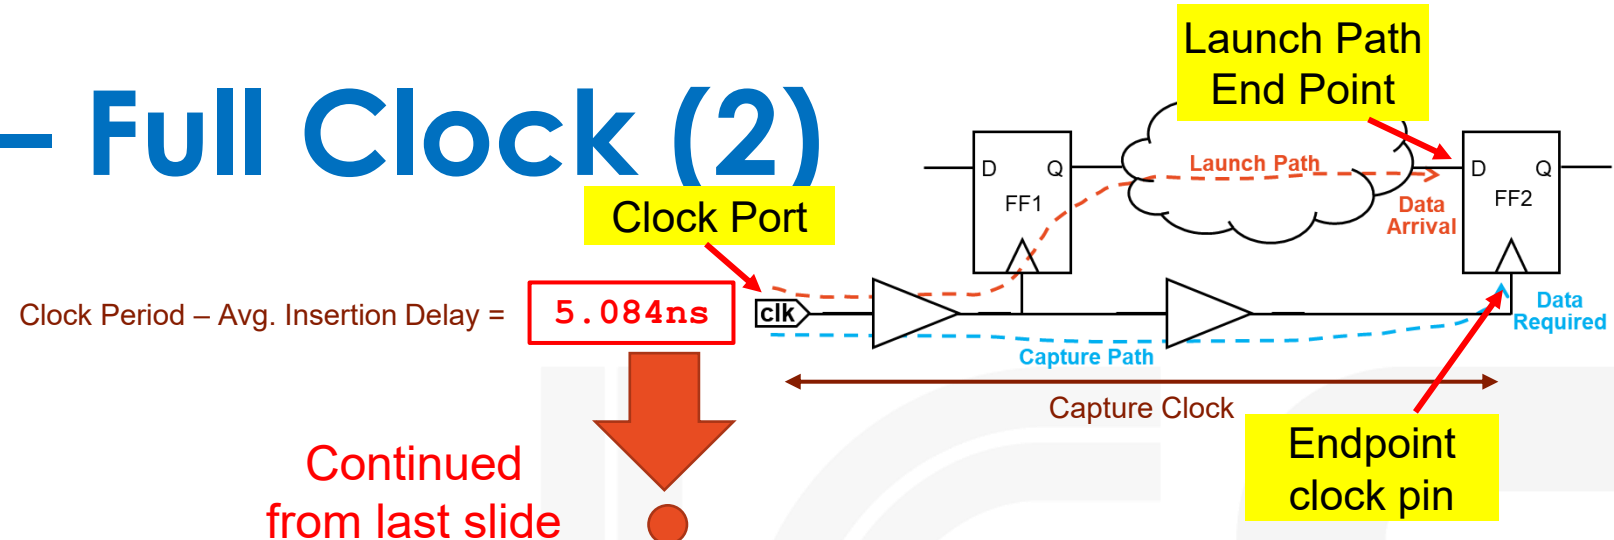 – Full Clock (2)
Launch Path
End Point
Clock Port
D
Q
FF1
Launch Path
Data
Arrival
D
Q
FF2
Clock Period – Avg. Insertion Delay =
5.084ns
clk
Data
Required
Capture Path
Capture Clock
Endpoint
clock pin
Continued
from last slide